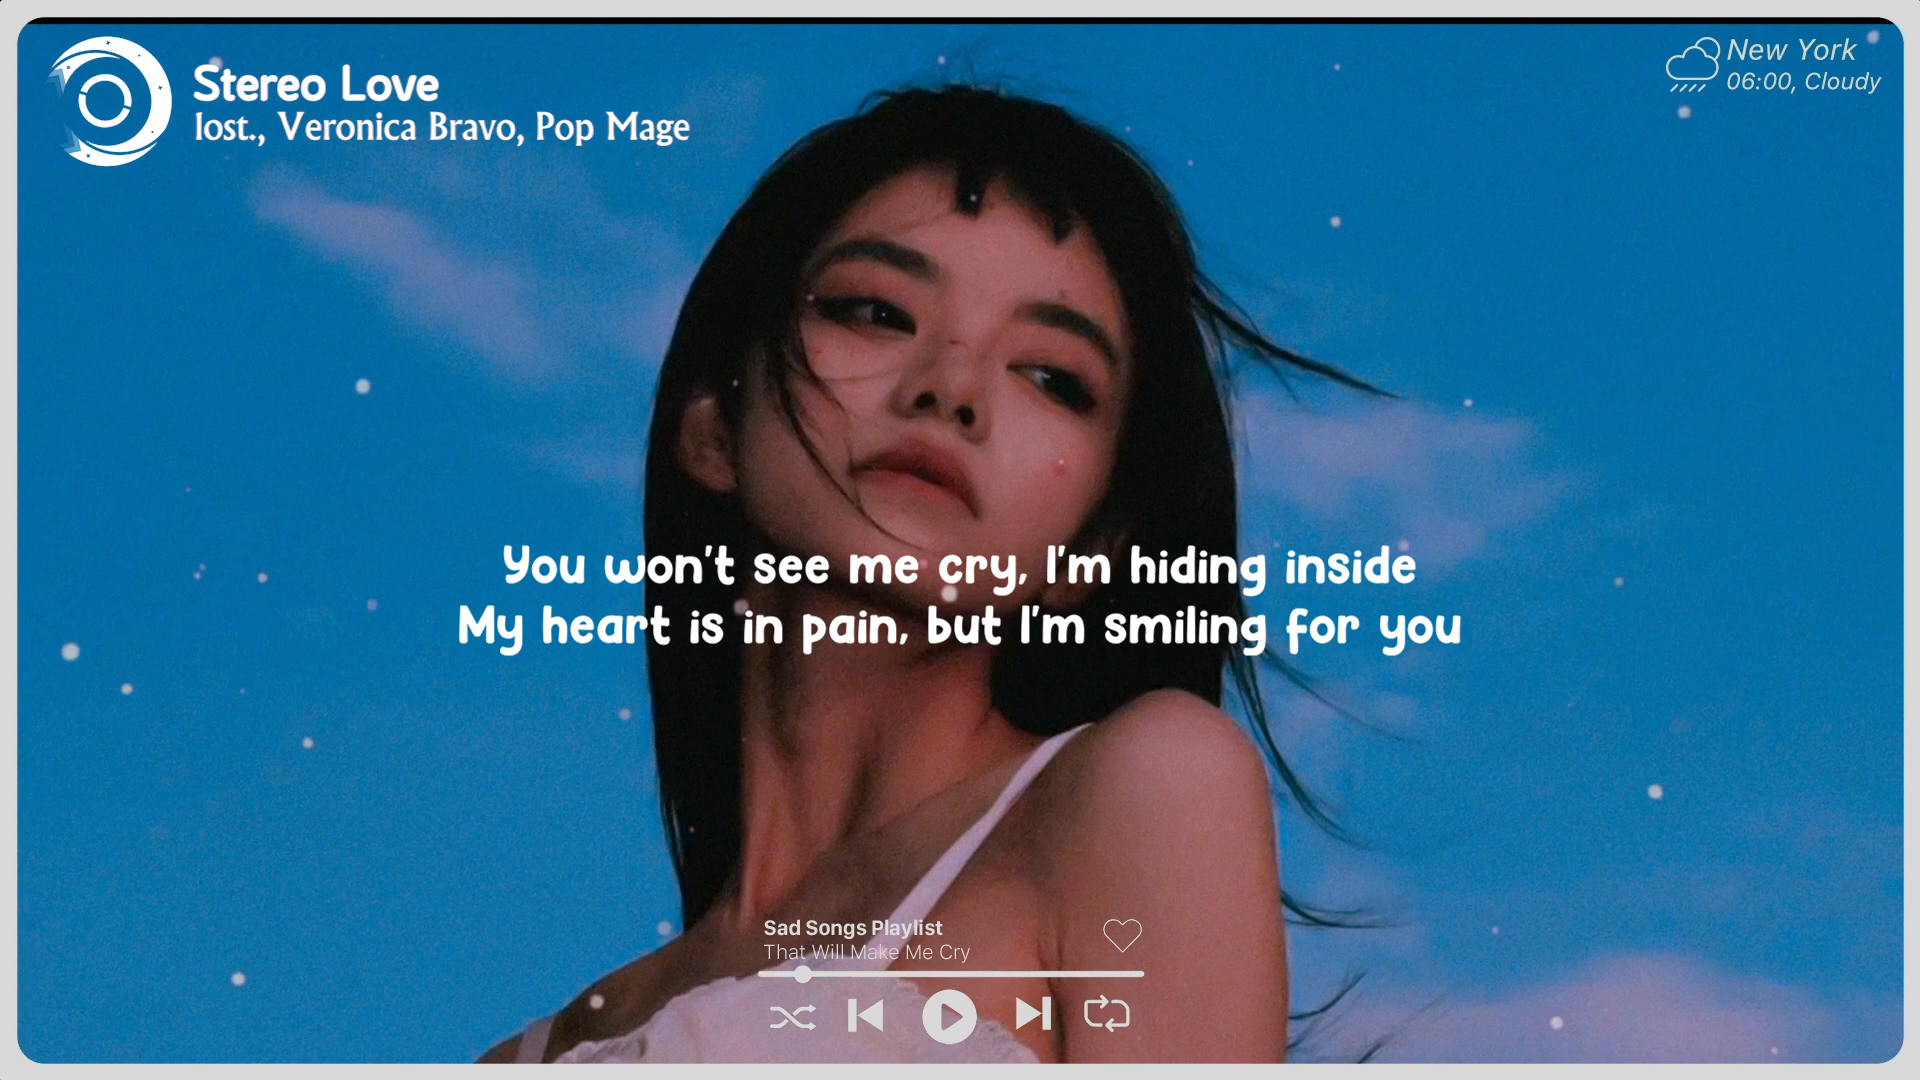 Stereo Love
lost., Veronica Bravo, Pop Mage
New York
06:00, Cloudy
You won't see me cry, I'm hiding inside
My heart is in pain, but I'm smiling for you
Sad Songs Playlist
That Will Make Me Cry